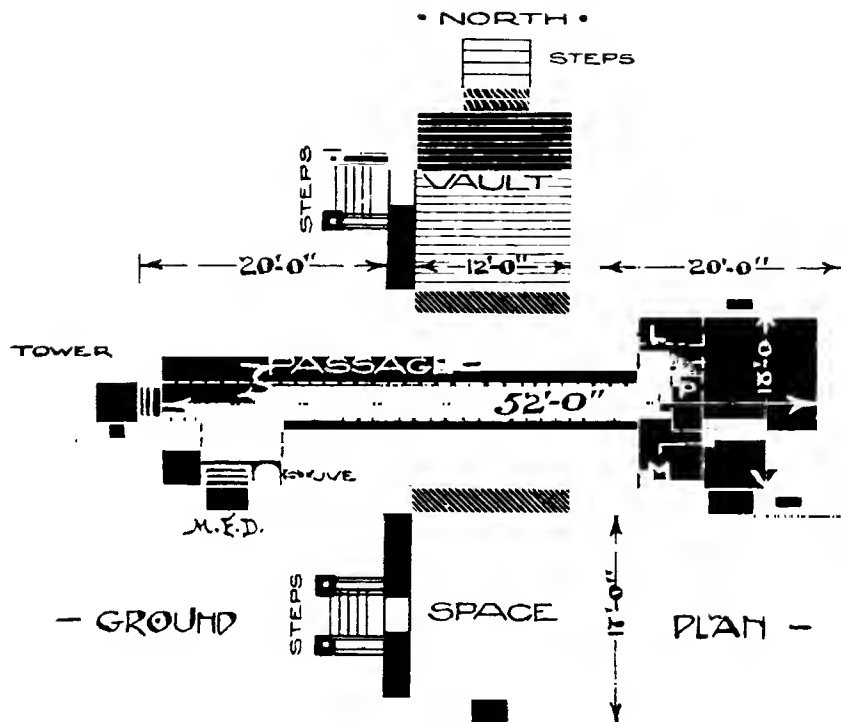 • NORTH •
STEPS
STEPS
VAULT
20'-0"
12'-0"
20'-0"
TOWER
- PASSAGE -
52'-0"
18'-0
M.E.D.
STEPS
- GROUND
SPACE
17'-0"
PLAN -